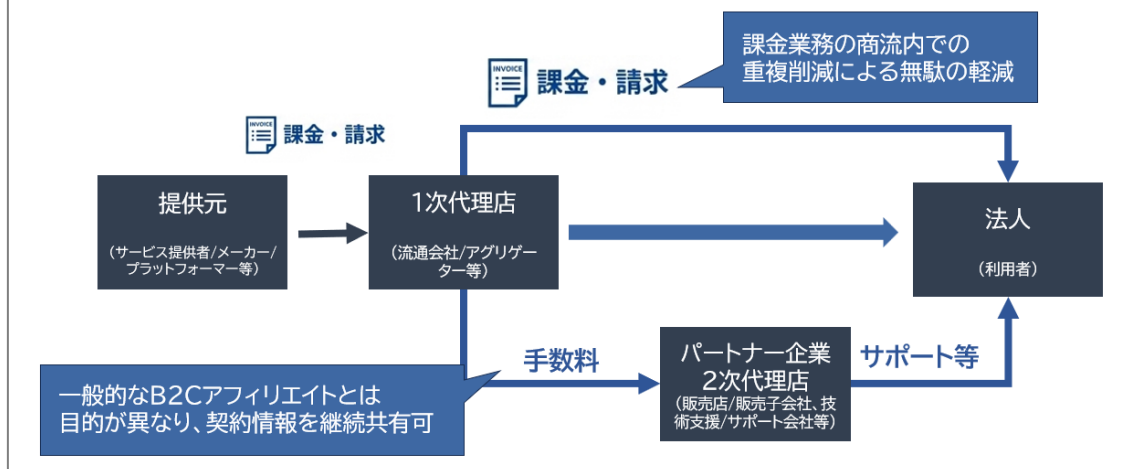 課金業務の商流内での
重複削減による無駄の軽減
INVOICE
課金・請求
INVOICE
課金・請求
提供元
(サービス提供者/メーカー/
プラットフォーマー等)
1次代理店
(流通会社/アグリゲー
ター等)
法人
(利用者)
手数料
パートナー企業
2次代理店
(販売店/販売子会社、技
術支援/サポート会社等)
サポート等
一般的なB2Cアフィリエイトとは
目的が異なり、契約情報を継続共有可